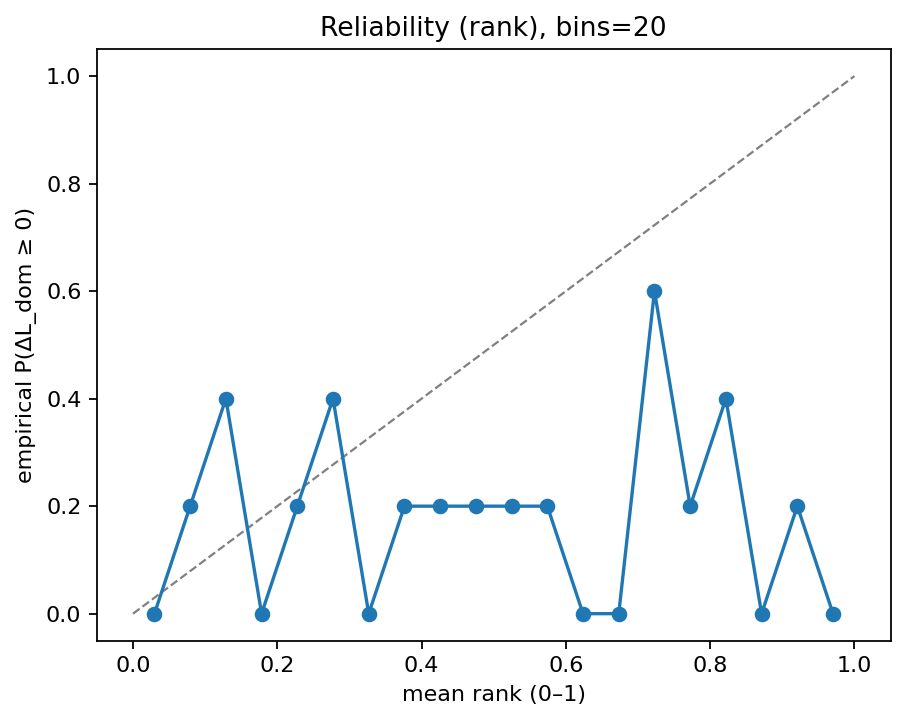 Reliability (rank), bins=20
empirical P(ΔL_dom ≥ 0)
1.0
0.8
0.6
0.4
0.2
0.0
0.0 0.2 0.4 0.6 0.8 1.0
mean rank (0–1)